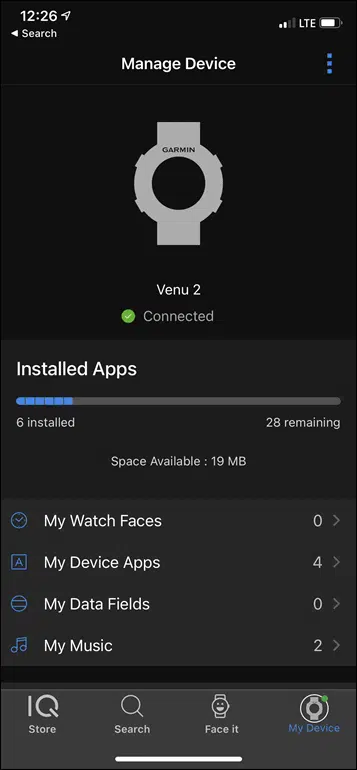 12:26
LTE
◀ Search
Manage Device
GARMIN
Venu 2
Connected
Installed Apps
6 installed 28 remaining
Space Available : 19 MB
My Watch Faces 0
My Device Apps 4
My Data Fields 0
My Music 2
IQ
Store Search Face it My Device